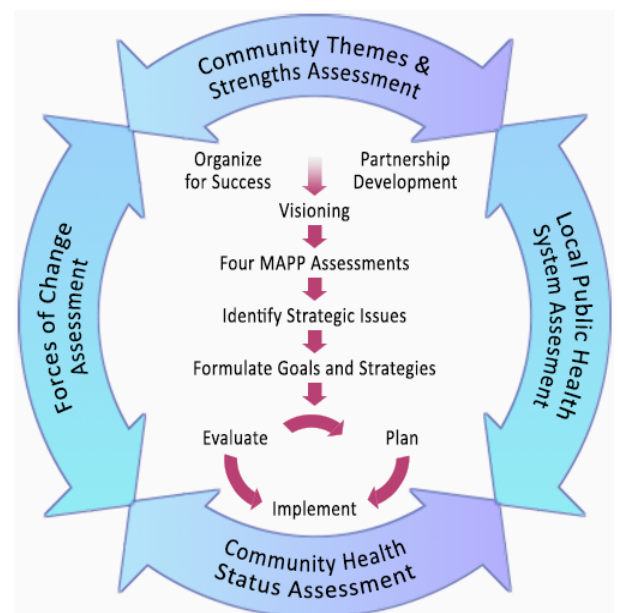 Community Themes &
Strengths Assessment
Organize
for Success
Partnership
Development
Visioning
Four MAPP Assessments
Identify Strategic Issues
Formulate Goals and Strategies
Evaluate
Plan
Implement
Forces of Change
Assessment
Local Public Health
System Assesment
Community Health
Status Assessment